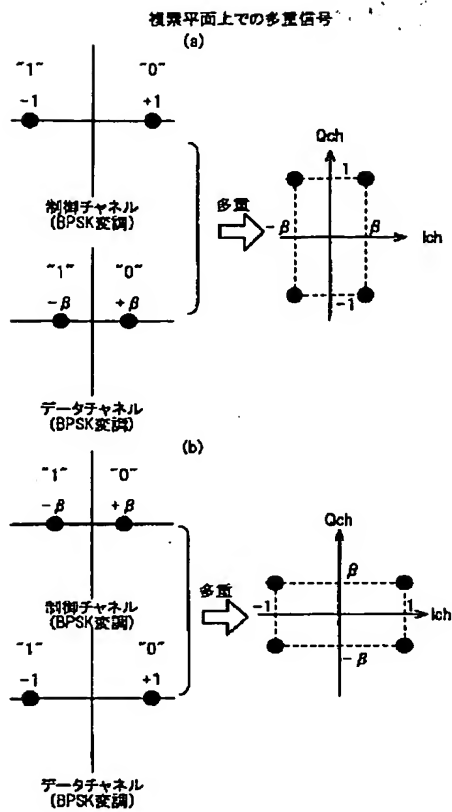 複素平面上での多重信号
(a)
"1" "0"
-1 +1
制御チャネル
(BPSK変調)
"1" "0"
-β +β
データチャネル
(BPSK変調)
多重
Qch
1
-β β Ich
-1
(b)
"1" "0"
-β +β
制御チャネル
(BPSK変調)
"1" "0"
-1 +1
データチャネル
(BPSK変調)
多重
Qch
β
-1 1 Ich
-β